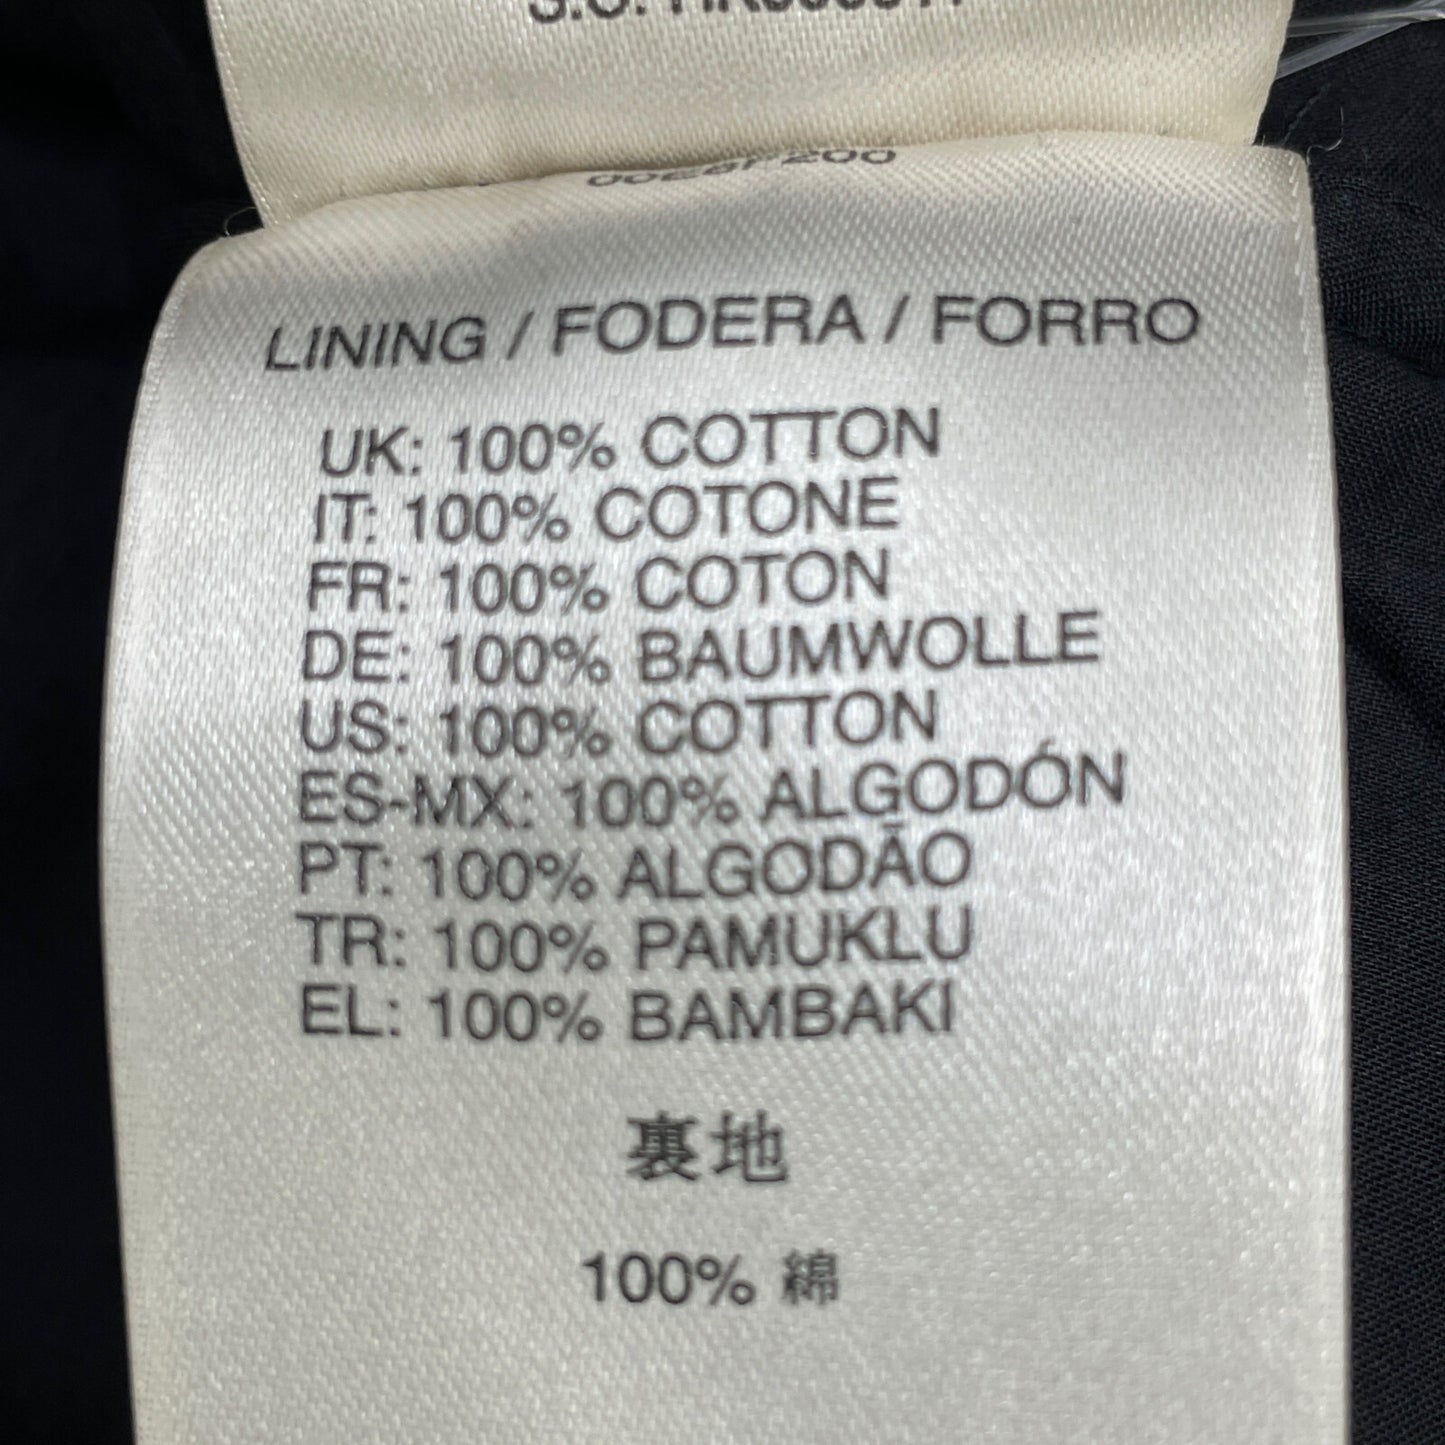 LINING / FODERA / FORRO
UK: 100% COTTON
IT: 100% COTONE
FR: 100% COTON
DE: 100% BAUMWOLLE
US: 100% COTTON
ES-MX: 100% ALGODÓN
PT: 100% ALGODÃO
TR: 100% PAMUKLU
EL: 100% BAMBAKI
裏地
100% 綿